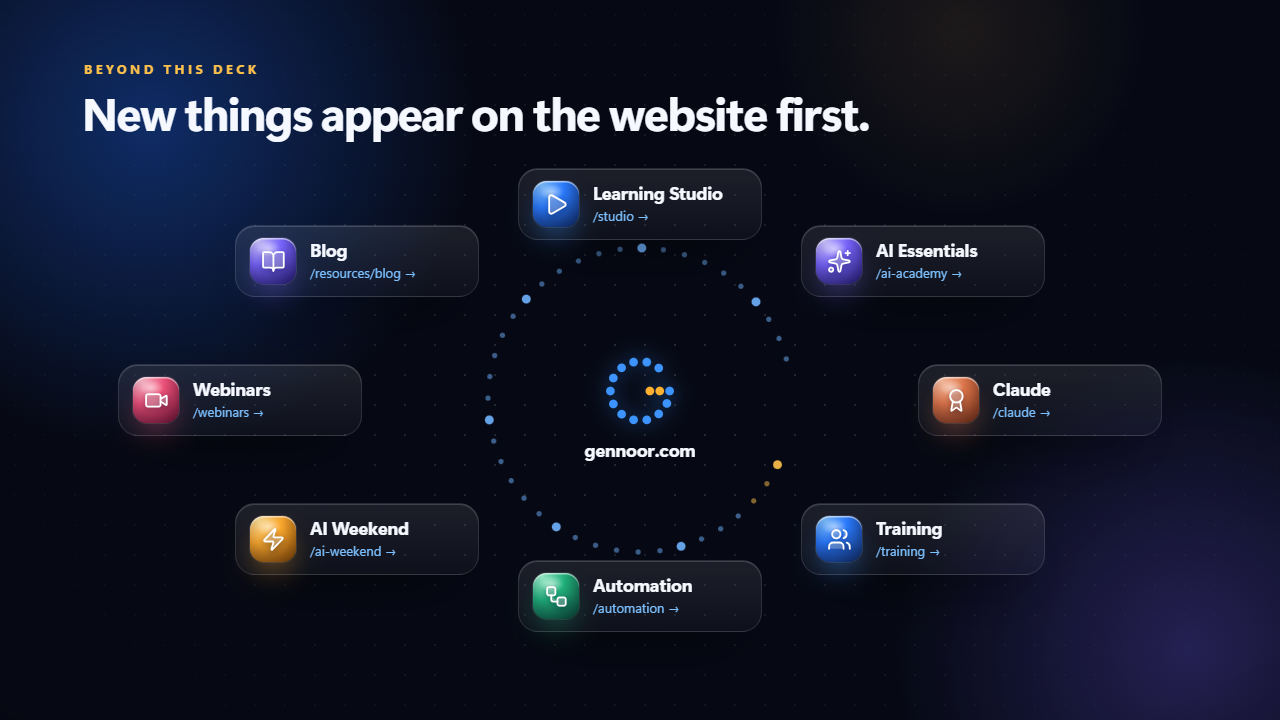 BEYOND THIS DECK
New things appear on the website first.
Learning Studio
/studio →
Blog
/resources/blog →
AI Essentials
/ai-academy →
Webinars
/webinars →
gennoor.com
Claude
/claude →
AI Weekend
/ai-weekend →
Training
/training →
Automation
/automation →